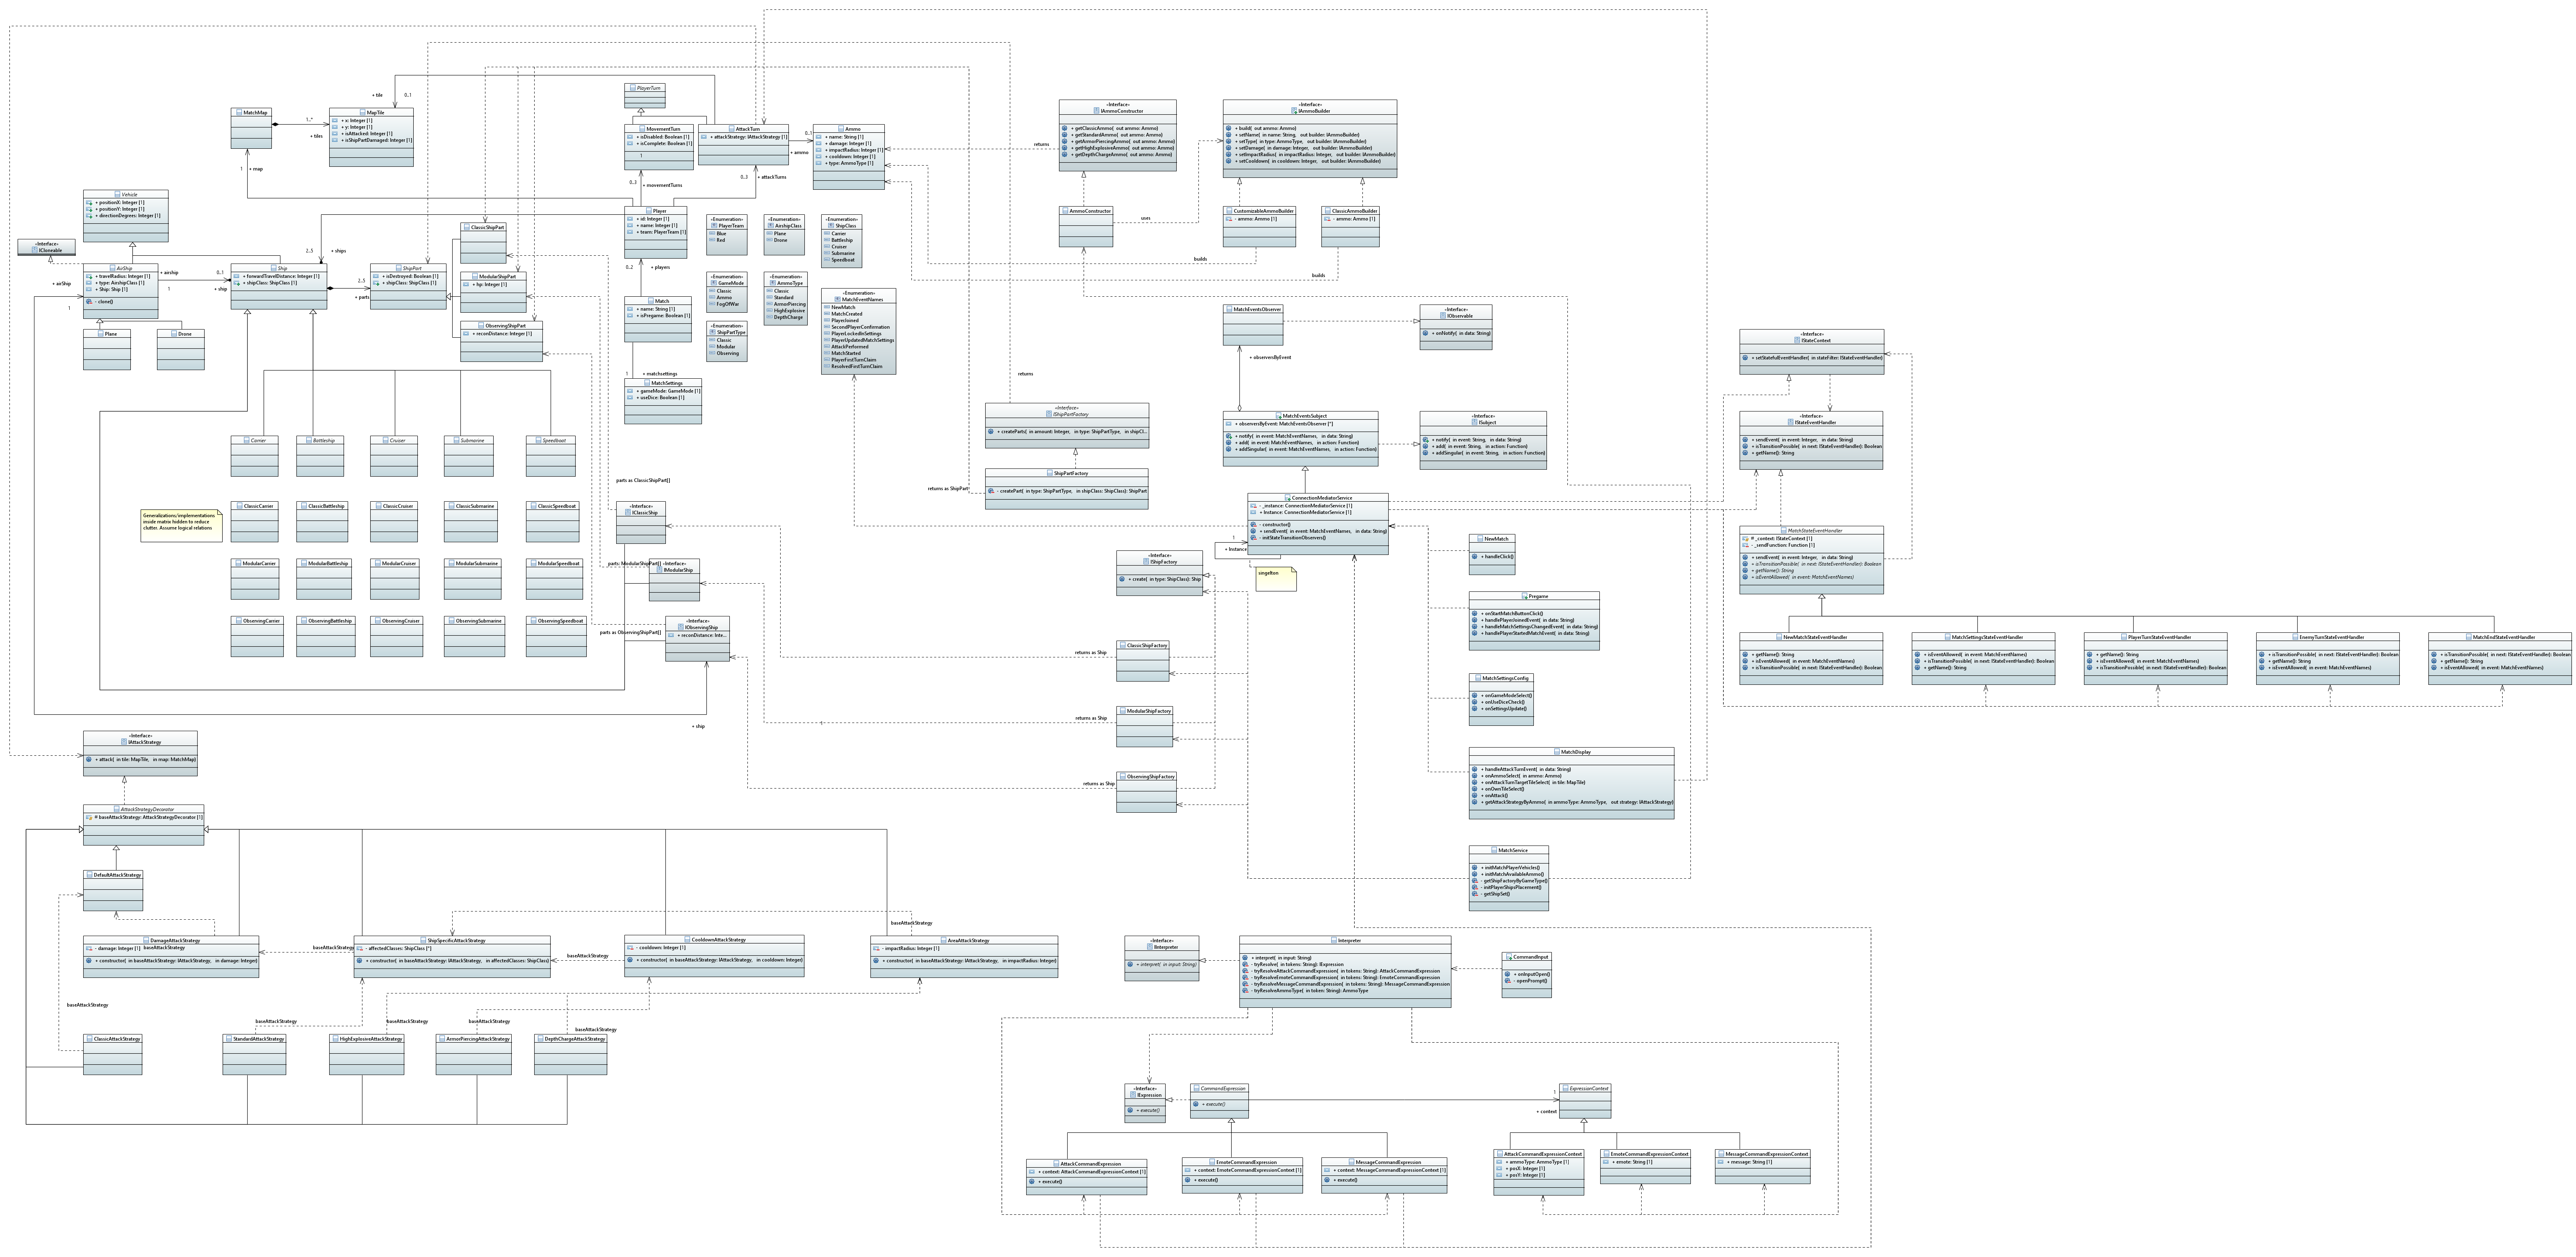 PlayerTurn
MatchMap
+ tile
0..1
MapTile
+ x: Integer [1]
+ y: Integer [1]
+ isAttacked: Integer [1]
+ isShipPartDamaged: Integer [1]
1..*
+ tiles
1
+ map
MovementTurn
+ isDisabled: Boolean [1]
+ isComplete: Boolean [1]
1
0..3
+ movementTurns
AttackTurn
+ attackStrategy: IAttackStrategy [1]
0..3
+ attackTurns
0..1
+ ammo
Ammo
+ name: String [1]
+ damage: Integer [1]
+ impactRadius: Integer [1]
+ cooldown: Integer [1]
+ type: AmmoType [1]
returns
«Interface»
IAmmoConstructor
+ getClassicAmmo( out ammo: Ammo)
+ getStandardAmmo( out ammo: Ammo)
+ getArmorPiercingAmmo( out ammo: Ammo)
+ getHighExplosiveAmmo( out ammo: Ammo)
+ getDepthChargeAmmo( out ammo: Ammo)
«Interface»
IAmmoBuilder
+ build( out ammo: Ammo)
+ setName( in name: String, out builder: IAmmoBuilder)
+ setType( in type: AmmoType, out builder: IAmmoBuilder)
+ setDamage( in damage: Integer, out builder: IAmmoBuilder)
+ setImpactRadius( in impactRadius: Integer, out builder: IAmmoBuilder)
+ setCooldown( in cooldown: Integer, out builder: IAmmoBuilder)
AmmoConstructor
uses
CustomizableAmmoBuilder
- ammo: Ammo [1]
ClassicAmmoBuilder
- ammo: Ammo [1]
builds
builds
Vehicle
+ positionX: Integer [1]
+ positionY: Integer [1]
+ directionDegrees: Integer [1]
«Interface»
ICloneable
AirShip
+ travelRadius: Integer [1]
+ type: AirshipClass [1]
+ Ship: Ship [1]
- clone()
+ airShip
1
+ airship
1
0..1
+ ship
Ship
+ forwardTravelDistance: Integer [1]
+ shipClass: ShipClass [1]
2..5
+ ships
2..5
+ parts
ShipPart
+ isDestroyed: Boolean [1]
+ shipClass: ShipClass [1]
ClassicShipPart
ModularShipPart
+ hp: Integer [1]
ObservingShipPart
+ reconDistance: Integer [1]
Plane
Drone
Player
+ id: Integer [1]
+ name: Integer [1]
+ team: PlayerTeam [1]
0..2
+ players
Match
+ name: String [1]
+ isPregame: Boolean [1]
1
+ matchsettings
MatchSettings
+ gameMode: GameMode [1]
+ useDice: Boolean [1]
«Enumeration»
PlayerTeam
Blue
Red
«Enumeration»
AirshipClass
Plane
Drone
«Enumeration»
ShipClass
Carrier
Battleship
Cruiser
Submarine
Speedboat
«Enumeration»
GameMode
Classic
Ammo
FogOfWar
«Enumeration»
AmmoType
Classic
Standard
ArmorPiercing
HighExplosive
DepthCharge
«Enumeration»
ShipPartType
Classic
Modular
Observing
«Enumeration»
MatchEventNames
NewMatch
MatchCreated
PlayerJoined
SecondPlayerConfirmation
PlayerLockedInSettings
PlayerUpdatedMatchSettings
AttackPerformed
MatchStarted
PlayerFirstTurnClaim
ResolvedFirstTurnClaim
MatchEventsObserver
«Interface»
IObservable
+ onNotify( in data: String)
+ observersByEvent
MatchEventsSubject
+ observersByEvent: MatchEventsObserver [*]
+ notify( in event: MatchEventNames, in data: String)
+ add( in event: MatchEventNames, in action: Function)
+ addSingular( in event: MatchEventNames, in action: Function)
«Interface»
ISubject
+ notify( in event: String, in data: String)
+ add( in event: String, in action: Function)
+ addSingular( in event: String, in action: Function)
«Interface»
IStateContext
+ setStatefulEventHandler( in stateFilter: IStateEventHandler)
«Interface»
IStateEventHandler
+ sendEvent( in event: Integer, in data: String)
+ isTransitionPossible( in next: IStateEventHandler): Boolean
+ getName(): String
MatchStateEventHandler
# _context: IStateContext [1]
- _sendFunction: Function [1]
+ sendEvent( in event: Integer, in data: String)
+ isTransitionPossible( in next: IStateEventHandler): Boolean
+ getName(): String
+ isEventAllowed( in event: MatchEventNames)
NewMatchStateEventHandler
+ getName(): String
+ isEventAllowed( in event: MatchEventNames)
+ isTransitionPossible( in next: IStateEventHandler): Boolean
MatchSettingsStateEventHandler
+ isEventAllowed( in event: MatchEventNames)
+ isTransitionPossible( in next: IStateEventHandler): Boolean
+ getName(): String
PlayerTurnStateEventHandler
+ getName(): String
+ isEventAllowed( in event: MatchEventNames)
+ isTransitionPossible( in next: IStateEventHandler): Boolean
EnemyTurnStateEventHandler
+ isTransitionPossible( in next: IStateEventHandler): Boolean
+ getName(): String
+ isEventAllowed( in event: MatchEventNames)
MatchEndStateEventHandler
+ isTransitionPossible( in next: IStateEventHandler): Boolean
+ getName(): String
+ isEventAllowed( in event: MatchEventNames)
returns
«Interface»
IShipPartFactory
+ createParts( in amount: Integer, in type: ShipPartType, in shipCl...
ShipPartFactory
- createPart( in type: ShipPartType, in shipClass: ShipClass): ShipPart
returns as ShipPart
ConnectionMediatorService
- _instance: ConnectionMediatorService [1]
+ Instance: ConnectionMediatorService [1]
- constructor()
+ sendEvent( in event: MatchEventNames, in data: String)
- initStateTransitionObservers()
1
+ Instance
singelton
Carrier
Battleship
Cruiser
Submarine
Speedboat
Generalizations/implementations
inside matrix hidden to reduce
clutter. Assume logical relations
ClassicCarrier
ClassicBattleship
ClassicCruiser
ClassicSubmarine
ClassicSpeedboat
ModularCarrier
ModularBattleship
ModularCruiser
ModularSubmarine
ModularSpeedboat
ObservingCarrier
ObservingBattleship
ObservingCruiser
ObservingSubmarine
ObservingSpeedboat
parts as ClassicShipPart[]
«Interface»
IClassicShip
parts: ModularShipPart[]
«Interface»
IModularShip
parts as ObservingShipPart[]
«Interface»
IObservingShip
+ reconDistance: Inte...
+ ship
1
«Interface»
IShipFactory
+ create( in type: ShipClass): Ship
returns as Ship
ClassicShipFactory
returns as Ship
ModularShipFactory
returns as Ship
ObservingShipFactory
NewMatch
+ handleClick()
Pregame
+ onStartMatchButtonClick()
+ handlePlayerJoinedEvent( in data: String)
+ handleMatchSettingsChangedEvent( in data: String)
+ handlePlayerStartedMatchEvent( in data: String)
MatchSettingsConfig
+ onGameModeSelect()
+ onUseDiceCheck()
+ onSettingsUpdate()
MatchDisplay
+ handleAttackTurnEvent( in data: String)
+ onAmmoSelect( in ammo: Ammo)
+ onAttackTurnTargetTileSelect( in tile: MapTile)
+ onOwnTileSelect()
+ onAttack()
+ getAttackStrategyByAmmo( in ammoType: AmmoType, out strategy: IAttackStrategy)
MatchService
+ initMatchPlayerVehicles()
+ initMatchAvailableAmmo()
- getShipFactoryByGameType()
- initPlayerShipsPlacement()
- getShipSet()
«Interface»
IAttackStrategy
+ attack( in tile: MapTile, in map: MatchMap)
AttackStrategyDecorator
# baseAttackStrategy: AttackStrategyDecorator [1]
DefaultAttackStrategy
DamageAttackStrategy
- damage: Integer [1]
baseAttackStrategy
+ constructor( in baseAttackStrategy: IAttackStrategy, in damage: Integer)
baseAttackStrategy
ShipSpecificAttackStrategy
- affectedClasses: ShipClass [*]
+ constructor( in baseAttackStrategy: IAttackStrategy, in affectedClasses: ShipClass)
baseAttackStrategy
CooldownAttackStrategy
- cooldown: Integer [1]
+ constructor( in baseAttackStrategy: IAttackStrategy, in cooldown: Integer)
baseAttackStrategy
AreaAttackStrategy
- impactRadius: Integer [1]
+ constructor( in baseAttackStrategy: IAttackStrategy, in impactRadius: Integer)
baseAttackStrategy
baseAttackStrategy
baseAttackStrategy
baseAttackStrategy
baseAttackStrategy
ClassicAttackStrategy
StandardAttackStrategy
HighExplosiveAttackStrategy
ArmorPiercingAttackStrategy
DepthChargeAttackStrategy
«Interface»
IInterpreter
+ interpret( in input: String)
Interpreter
+ interpret( in input: String)
- tryResolve( in tokens: String): IExpression
- tryResolveAttackCommandExpression( in tokens: String): AttackCommandExpression
- tryResolveEmoteCommandExpression( in tokens: String): EmoteCommandExpression
- tryResolveMessageCommandExpression( in tokens: String): MessageCommandExpression
- tryResolveAmmoType( in token: String): AmmoType
CommandInput
+ onInputOpen()
- openPrompt()
«Interface»
IExpression
+ execute()
CommandExpression
+ execute()
1
+ context
ExpressionContext
AttackCommandExpression
+ context: AttackCommandExpressionContext [1]
+ execute()
EmoteCommandExpression
+ context: EmoteCommandExpressionContext [1]
+ execute()
MessageCommandExpression
+ context: MessageCommandExpressionContext [1]
+ execute()
AttackCommandExpressionContext
+ ammoType: AmmoType [1]
+ posX: Integer [1]
+ posY: Integer [1]
EmoteCommandExpressionContext
+ emote: String [1]
MessageCommandExpressionContext
+ message: String [1]